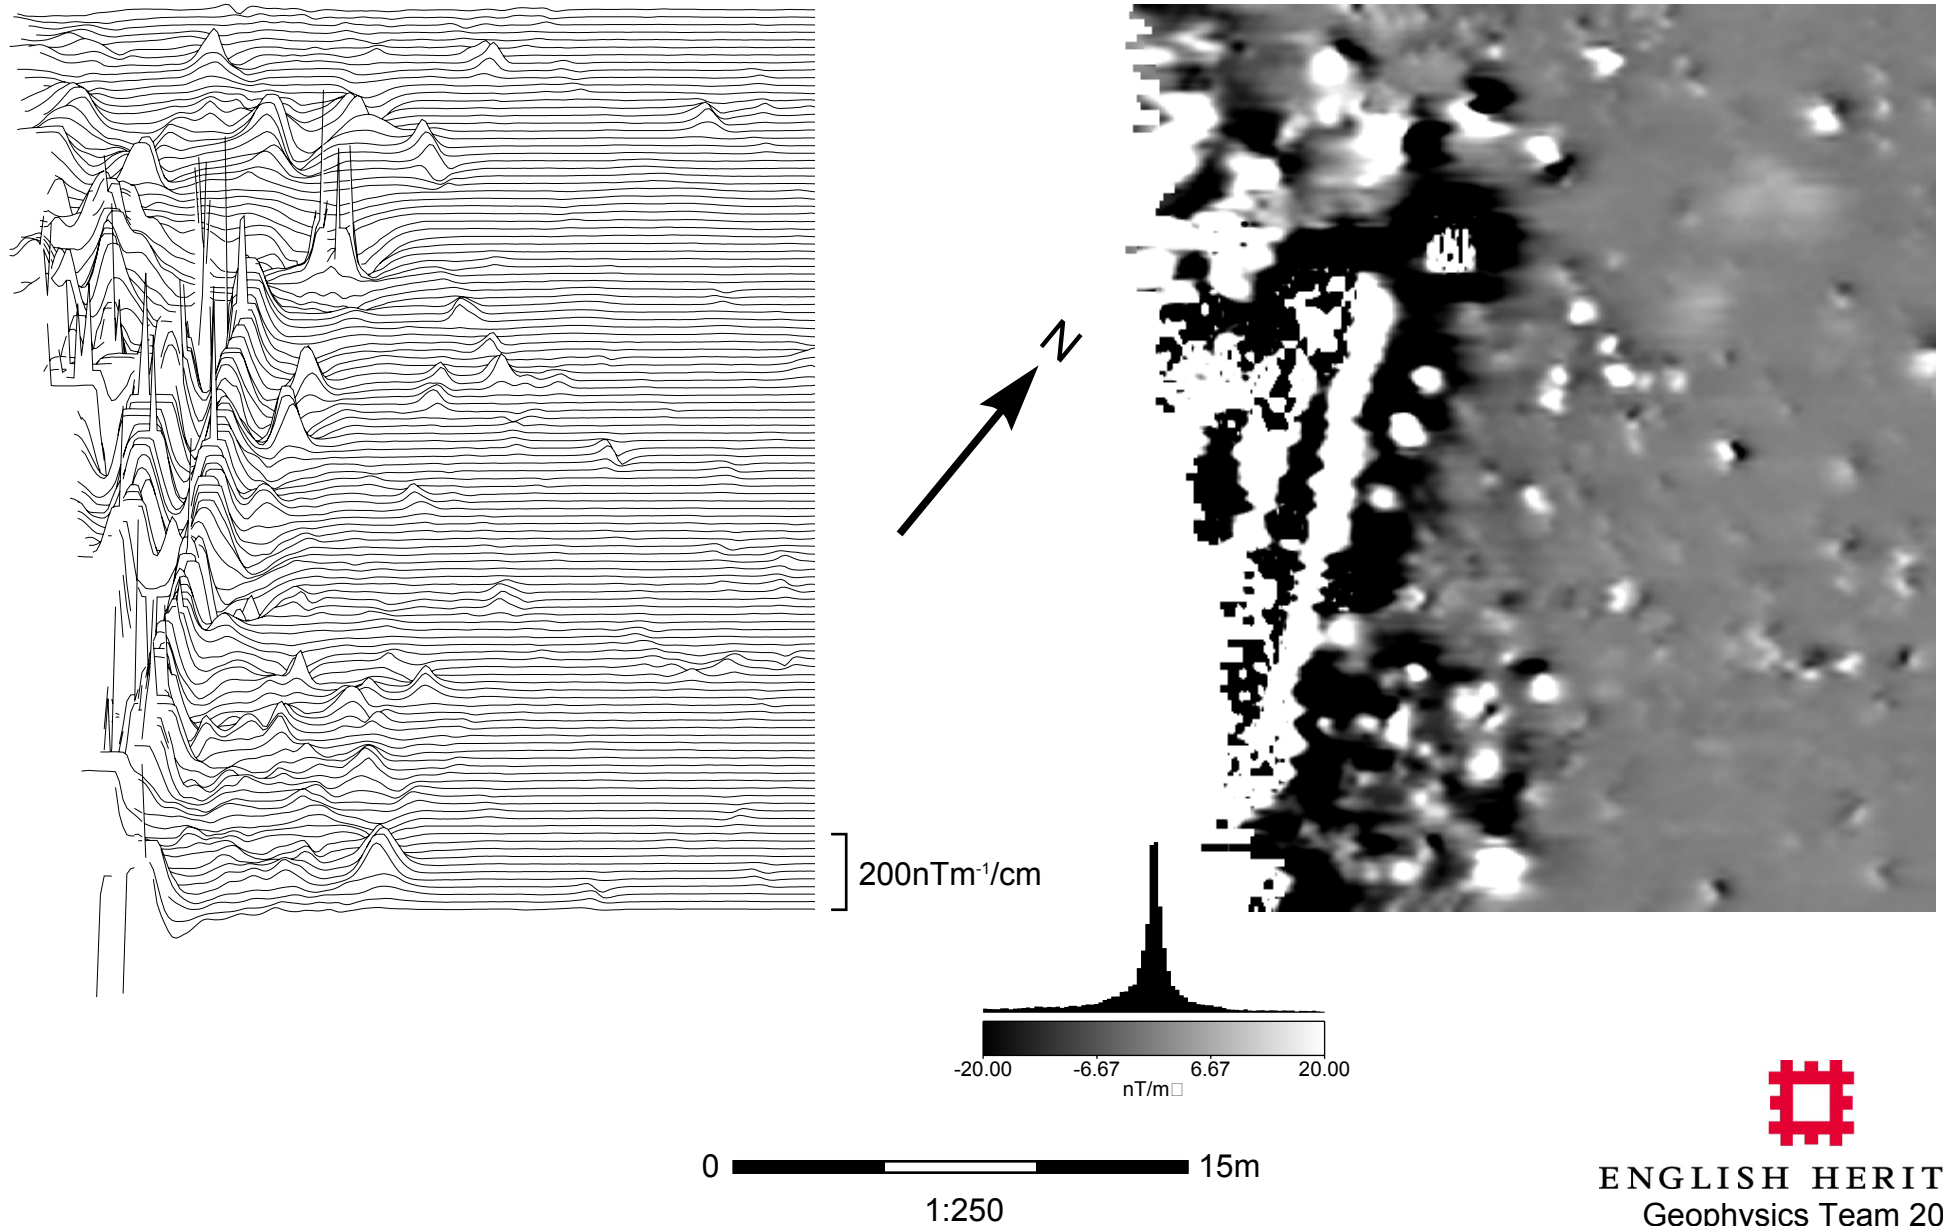 N
200nTm⁻¹/cm
-20.00 -6.67 6.67 20.00
nT/m
0 15m
1:250
ENGLISH HERIT
Geophysics Team 20